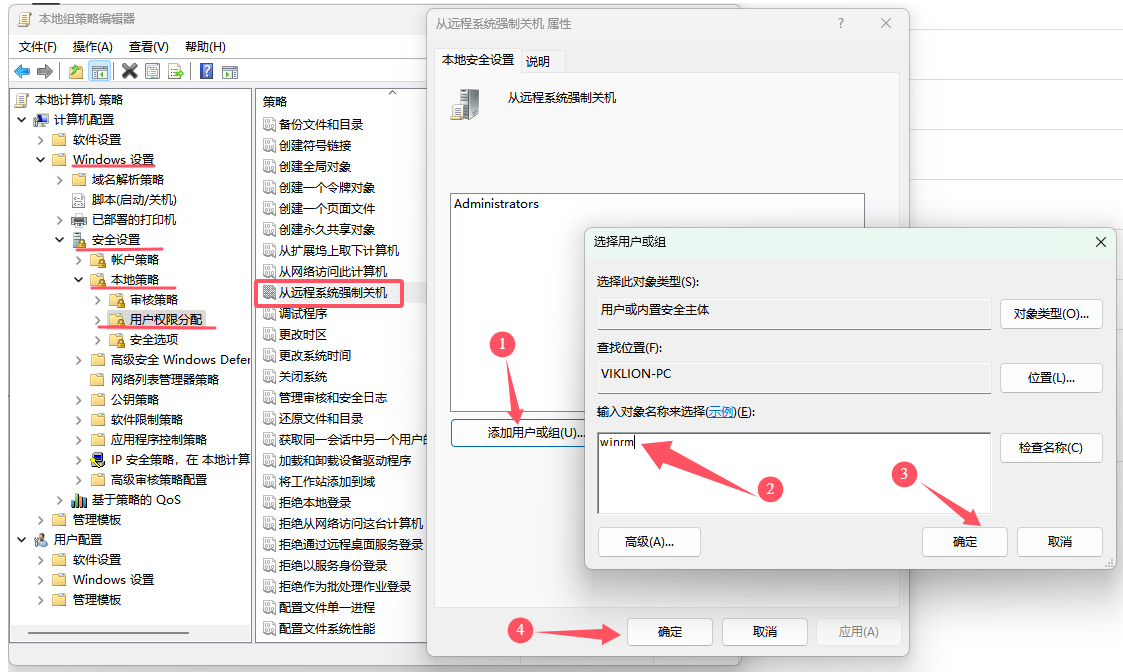 本地组策略编辑器
文件(F) 操作(A) 查看(V) 帮助(H)
本地计算机 策略
计算机配置
软件设置
Windows 设置
域名解析策略
脚本(启动/关机)
已部署的打印机
安全设置
帐户策略
本地策略
审核策略
用户权限分配
安全选项
高级安全 Windows Defer
网络列表管理器策略
公钥策略
软件限制策略
应用程序控制策略
IP 安全策略，在 本地计算
高级审核策略配置
基于策略的 QoS
管理模板
用户配置
软件设置
Windows 设置
管理模板
策略
备份文件和目录
创建符号链接
创建全局对象
创建一个令牌对象
创建一个页面文件
创建永久共享对象
从扩展坞上取下计算机
从网络访问此计算机
从远程系统强制关机
调试程序
更改时区
更改系统时间
关闭系统
管理审核和安全日志
还原文件和目录
获取同一会话中另一个用户的
加载和卸载设备驱动程序
将工作站添加到域
拒绝本地登录
拒绝从网络访问这台计算机
拒绝通过远程桌面服务登录
拒绝以服务身份登录
拒绝作为批处理作业登录
配置文件单一进程
配置文件系统性能
从远程系统强制关机 属性
?
本地安全设置 说明
从远程系统强制关机
Administrators
1
添加用户或组(U)...
4
确定 取消 应用(A)
选择用户或组
选择此对象类型(S):
用户或内置安全主体
对象类型(O)...
查找位置(F):
VIKLION-PC
位置(L)...
输入对象名称来选择(示例)(E):
winrm
检查名称(C)
2
3
高级(A)...
确定 取消